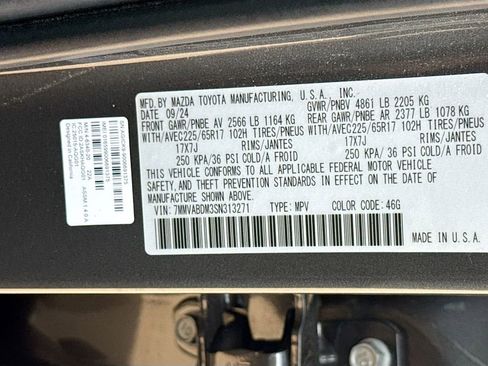 MFD. BY MAZDA TOYOTA MANUFACTURING, U.S.A., INC.
DATE 09/24 GVWR/PNBV 4861 LB 2205 KG
FRONT GAWR/PNBE AV 2566 LB 1164 KG REAR GAWR/PNBE AR 2377 LB 1078 KG
WITH/AVEC225/65R17 102H TIRES/PNEUS WITH/AVEC225/65R17 102H TIRES/PNEUS
17X7J RIMS/JANTES 17X7J RIMS/JANTES
250 KPA/36 PSI COLD/A FROID 250 KPA/36 PSI COLD/A FROID
THIS VEHICLE CONFORMS TO ALL APPLICABLE FEDERAL MOTOR VEHICLE
SAFETY, BUMPER, AND THEFT PREVENTION STANDARDS IN EFFECT ON THE DATE
OF MANUFACTURE SHOWN ABOVE.
VIN: 7MMVABDM3SN313271 TYPE: MPV COLOR CODE: 46G
MADE IN U.S.A.
Designed in California